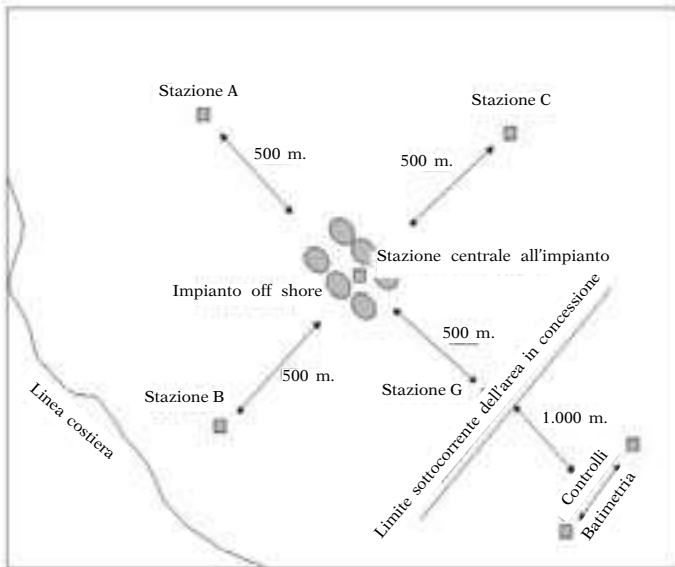 Stazione A
Stazione C
500 m.
500 m.
Stazione centrale all'impianto
Impianto off shore
500 m.
500 m.
Stazione G
Stazione B
Linea costiera
Limite sottocorrente dell'area in concessione
1.000 m.
Controlli
Batimetria